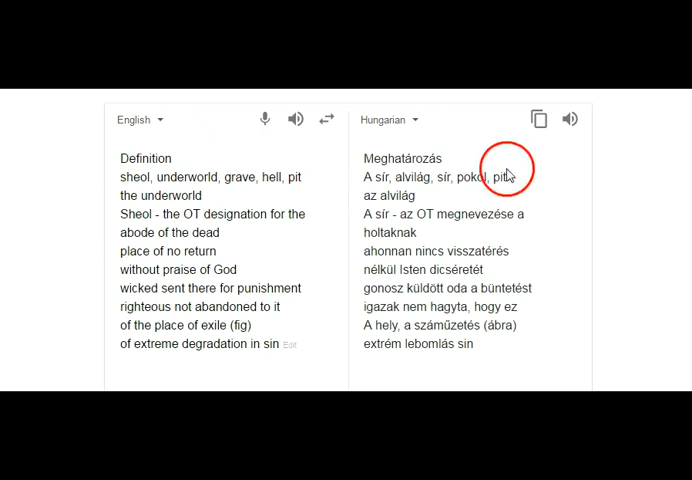 English
Hungarian
Definition
sheol, underworld, grave, hell, pit
the underworld
Sheol - the OT designation for the
abode of the dead
place of no return
without praise of God
wicked sent there for punishment
righteous not abandoned to it
of the place of exile (fig)
of extreme degradation in sin Edit
Meghatározás
A sír, alvilág, sír, pokol, pit
az alvilág
A sír - az OT megnevezése a
holtaknak
ahonnan nincs visszatérés
nélkül Isten dicséretét
gonosz küldött oda a büntetést
igazak nem hagyta, hogy ez
A hely, a száműzetés (ábra)
extrém lebomlás sin